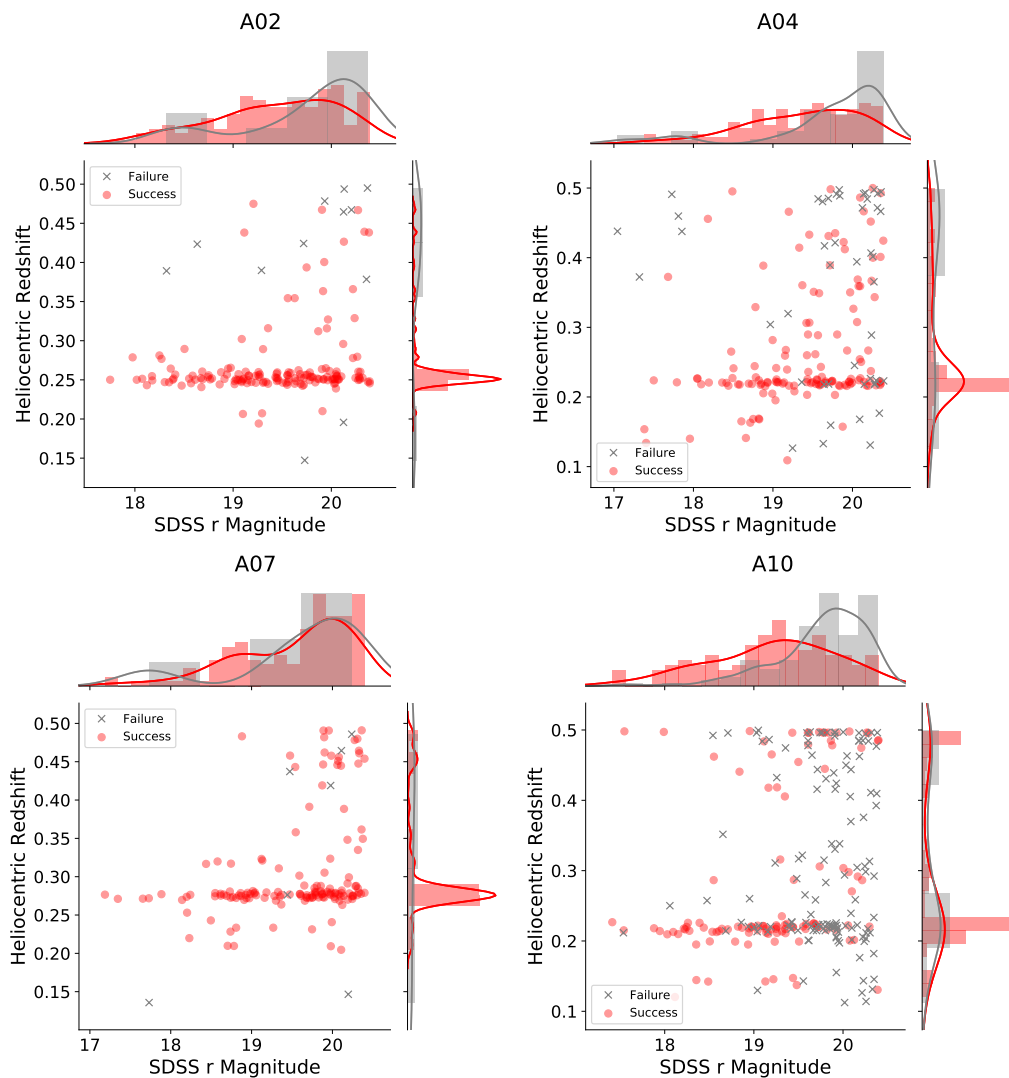 A02
0.50
0.45
0.40
0.35
0.30
0.25
0.20
0.15
Heliocentric Redshift
Failure
Success
18
19
20
SDSS r Magnitude
A04
0.5
0.4
0.3
0.2
0.1
Heliocentric Redshift
Failure
Success
17
18
19
20
SDSS r Magnitude
A07
0.50
0.45
0.40
0.35
0.30
0.25
0.20
0.15
Heliocentric Redshift
Failure
Success
17
18
19
20
SDSS r Magnitude
A10
0.5
0.4
0.3
0.2
0.1
Heliocentric Redshift
Failure
Success
18
19
20
SDSS r Magnitude